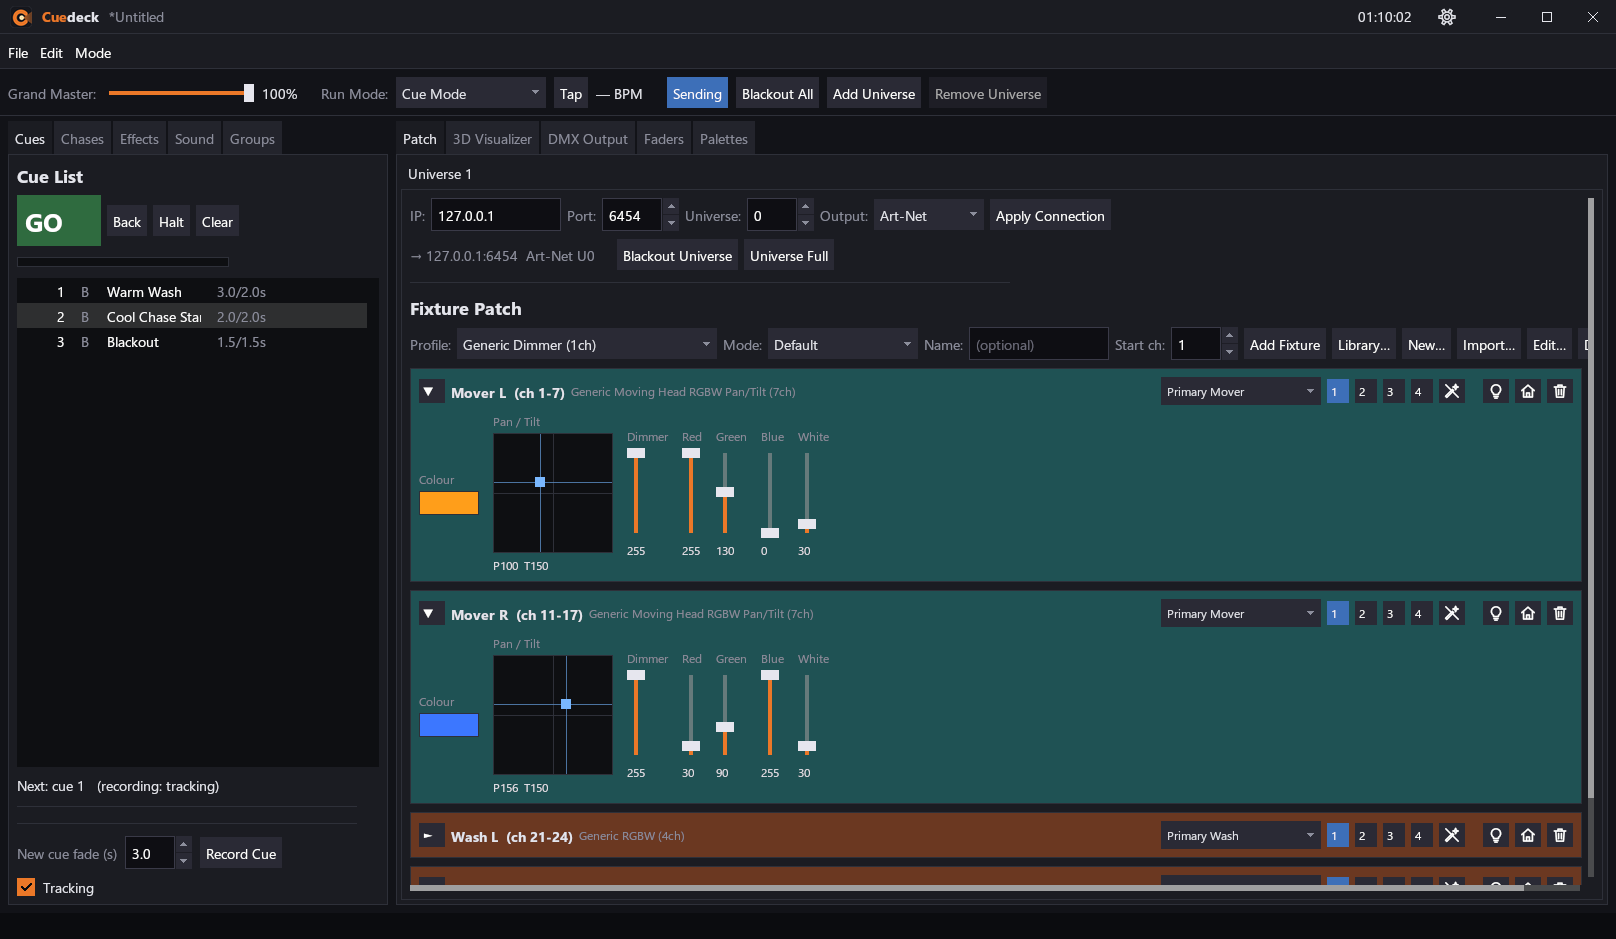 Cuedeck *Untitled 01:10:02
File Edit Mode
Grand Master: 100% Run Mode: Cue Mode Tap — BPM Sending Blackout All Add Universe Remove Universe
Cues Chases Effects Sound Groups
Cue List
GO Back Halt Clear
1 B Warm Wash 3.0/2.0s
2 B Cool Chase Star 2.0/2.0s
3 B Blackout 1.5/1.5s
Next: cue 1 (recording: tracking)
New cue fade (s) 3.0 Record Cue
Tracking
Patch 3D Visualizer DMX Output Faders Palettes
Universe 1
IP: 127.0.0.1 Port: 6454 Universe: 0 Output: Art-Net Apply Connection
→ 127.0.0.1:6454 Art-Net U0 Blackout Universe Universe Full
Fixture Patch
Profile: Generic Dimmer (1ch) Mode: Default Name: (optional) Start ch: 1 Add Fixture Library... New... Import... Edit...
Mover L (ch 1-7) Generic Moving Head RGBW Pan/Tilt (7ch) Primary Mover 1 2 3 4
Pan / Tilt
Dimmer Red Green Blue White
Colour
255 255 130 0 30
P100 T150
Mover R (ch 11-17) Generic Moving Head RGBW Pan/Tilt (7ch) Primary Mover 1 2 3 4
Pan / Tilt
Dimmer Red Green Blue White
Colour
255 30 90 255 30
P156 T150
Wash L (ch 21-24) Generic RGBW (4ch) Primary Wash 1 2 3 4